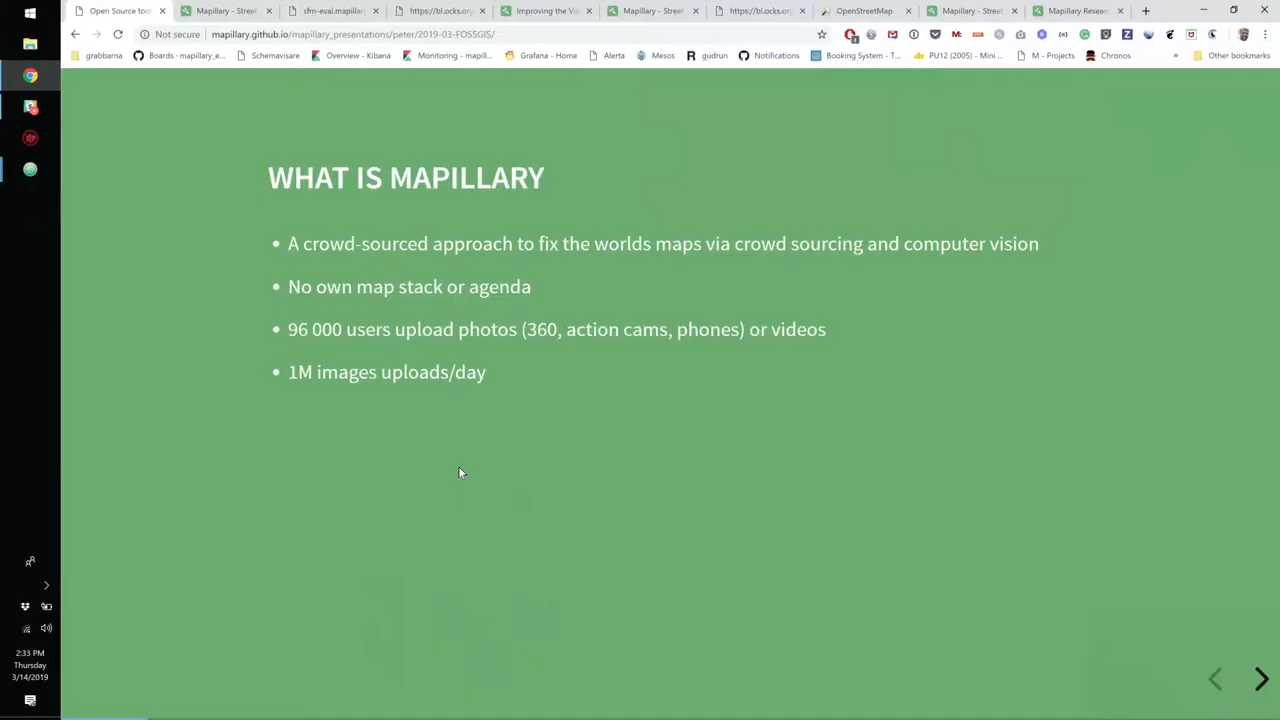 Open Source too
Mapillary - Street
sfm-eval.mapillary
https://bl.ocks.or
Improving the Vi
Mapillary - Street
https://bl.ocks.or
OpenStreetMap
Mapillary - Street
Mapillary Resear
Not secure
mapillary.github.io/mapillary_presentations/peter/2019-03-FOSSGIS/
grabbarna
Boards · mapillary_e...
Schemavisare
Overview - Kibana
Monitoring - mapill...
Grafana - Home
Alerta
Mesos
gudrun
Notifications
Booking System - T...
PU12 (2005) - Mini ...
M - Projects
Chronos
»
Other bookmarks
WHAT IS MAPILLARY
• A crowd-sourced approach to fix the worlds maps via crowd sourcing and computer vision
• No own map stack or agenda
• 96 000 users upload photos (360, action cams, phones) or videos
• 1M images uploads/day
2:33 PM
Thursday
3/14/2019